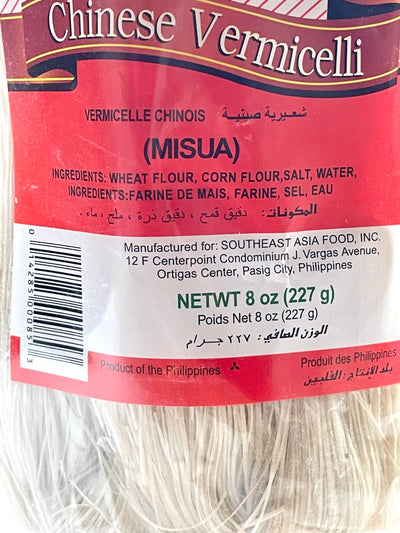 Chinese Vermicelli
VERMICELLE CHINOIS شعيرية صينية
(MISUA)
INGREDIENTS: WHEAT FLOUR, CORN FLOUR,SALT, WATER,
INGREDIENTS:FARINE DE MAIS, FARINE, SEL, EAU
المكونات: دقيق قمح ، دقيق ذرة ، ملح ، ماء .
Manufactured for: SOUTHEAST ASIA FOOD, INC.
12 F Centerpoint Condominium J. Vargas Avenue,
Ortigas Center, Pasig City, Philippines
NETWT 8 oz (227 g)
Poids Net 8 oz (227 g)
الوزن الصافي : ٢٢٧ جرام
Product of the Philippines
Produit des Philippines
بلد الإنتاج: الفلبين